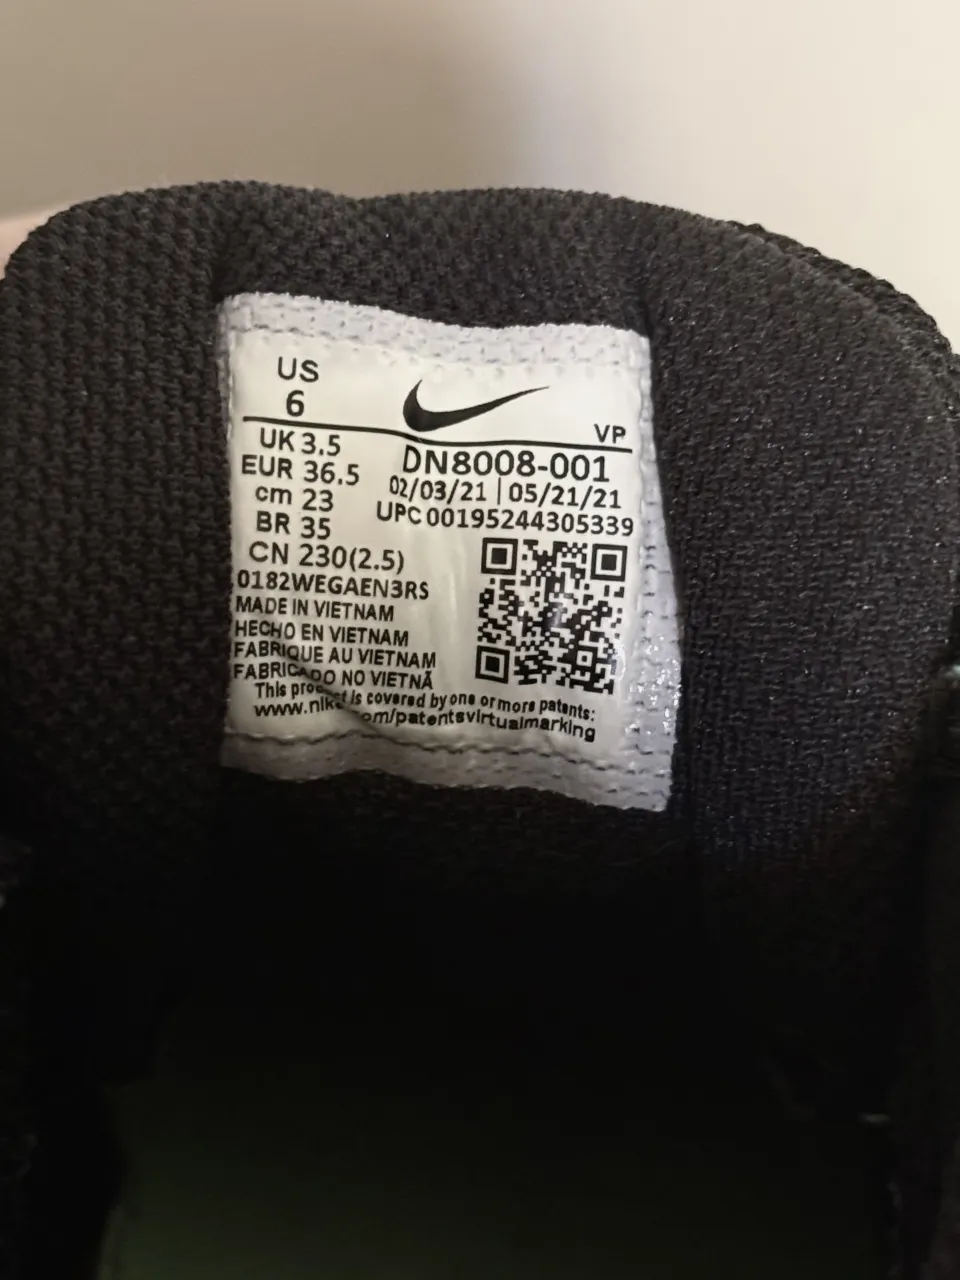 US
6
VP
UK 3.5
EUR 36.5
cm 23
BR 35
CN 230(2.5)
DN8008-001
02/03/21 | 05/21/21
UPC 00195244305339
0182WEGAEN3RS
MADE IN VIETNAM
HECHO EN VIETNAM
FABRIQUE AU VIETNAM
FABRICADO NO VIETNÃ
This product is covered by one or more patents:
www.nike.com/patentsvirtualmarking